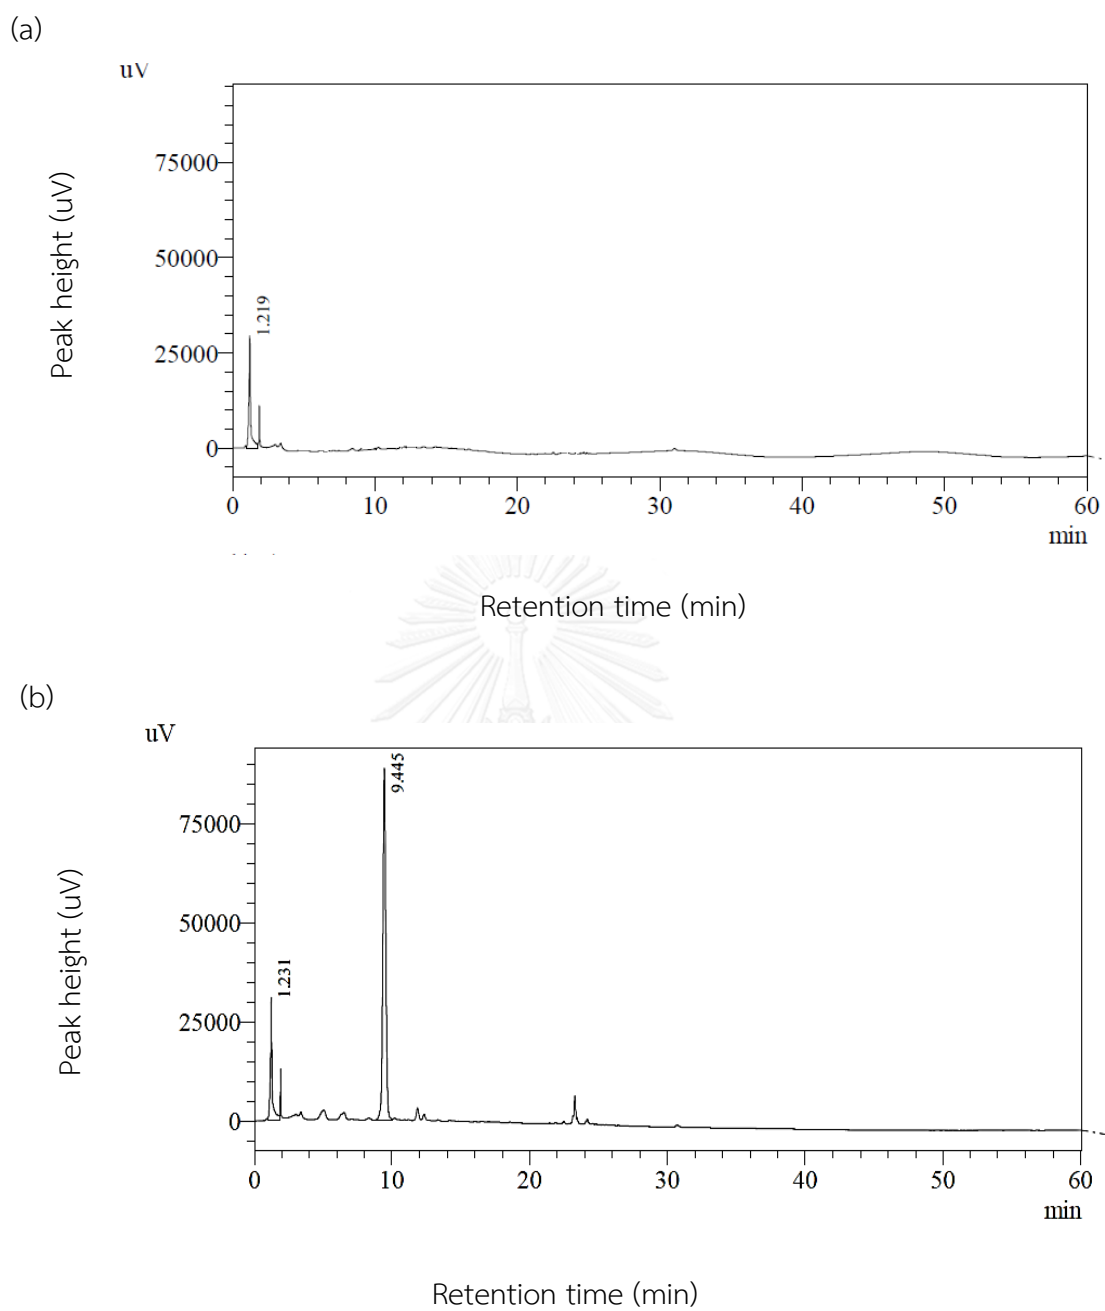 (a)
uV
Peak height (uV)
75000
50000
25000
0
1.219
0 10 20 30 40 50 60
min
Retention time (min)
(b)
uV
Peak height (uV)
75000
50000
25000
0
1.231
9.445
0 10 20 30 40 50 60
min
Retention time (min)